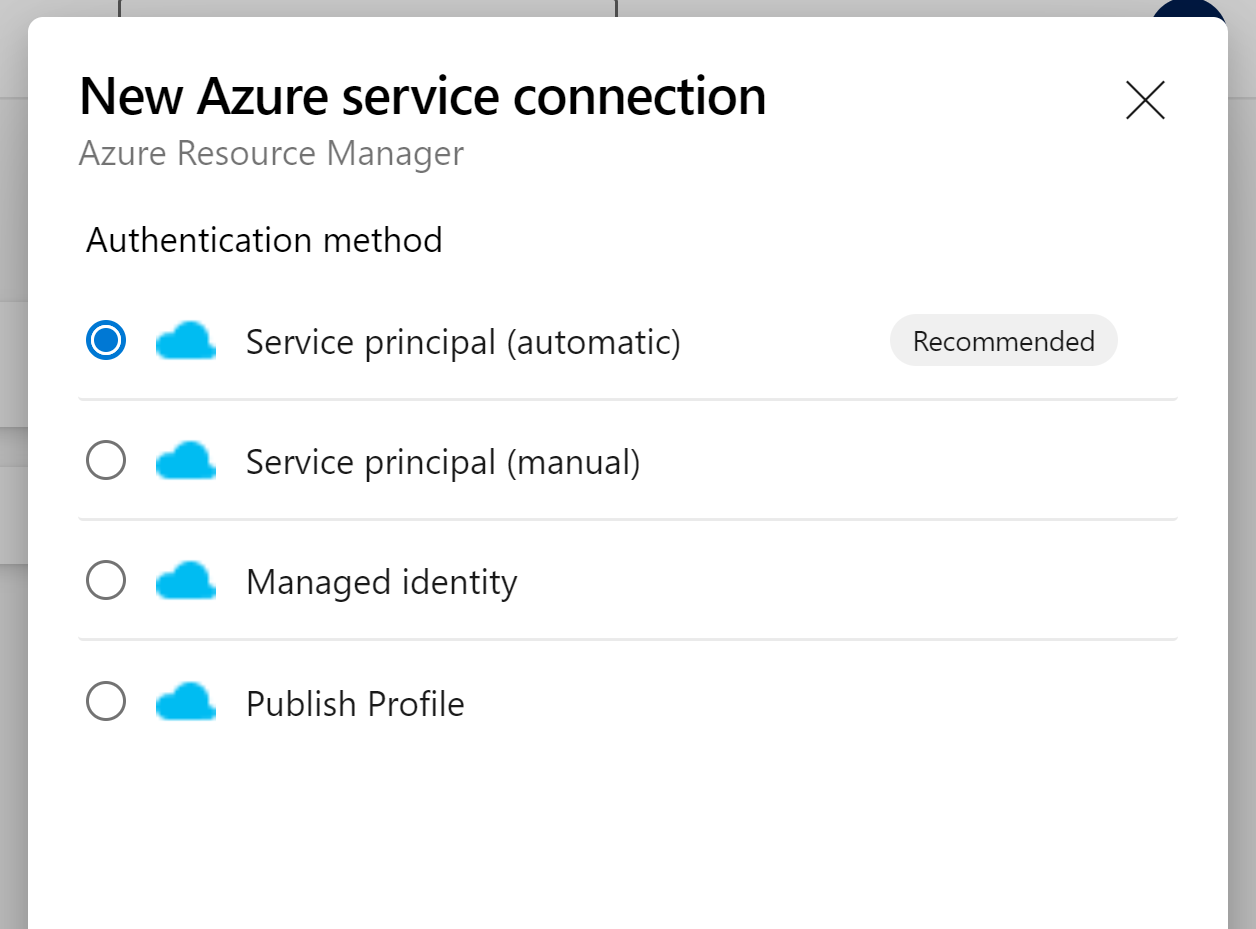 New Azure service connection
Azure Resource Manager
Authentication method
Service principal (automatic)
Recommended
Service principal (manual)
Managed identity
Publish Profile